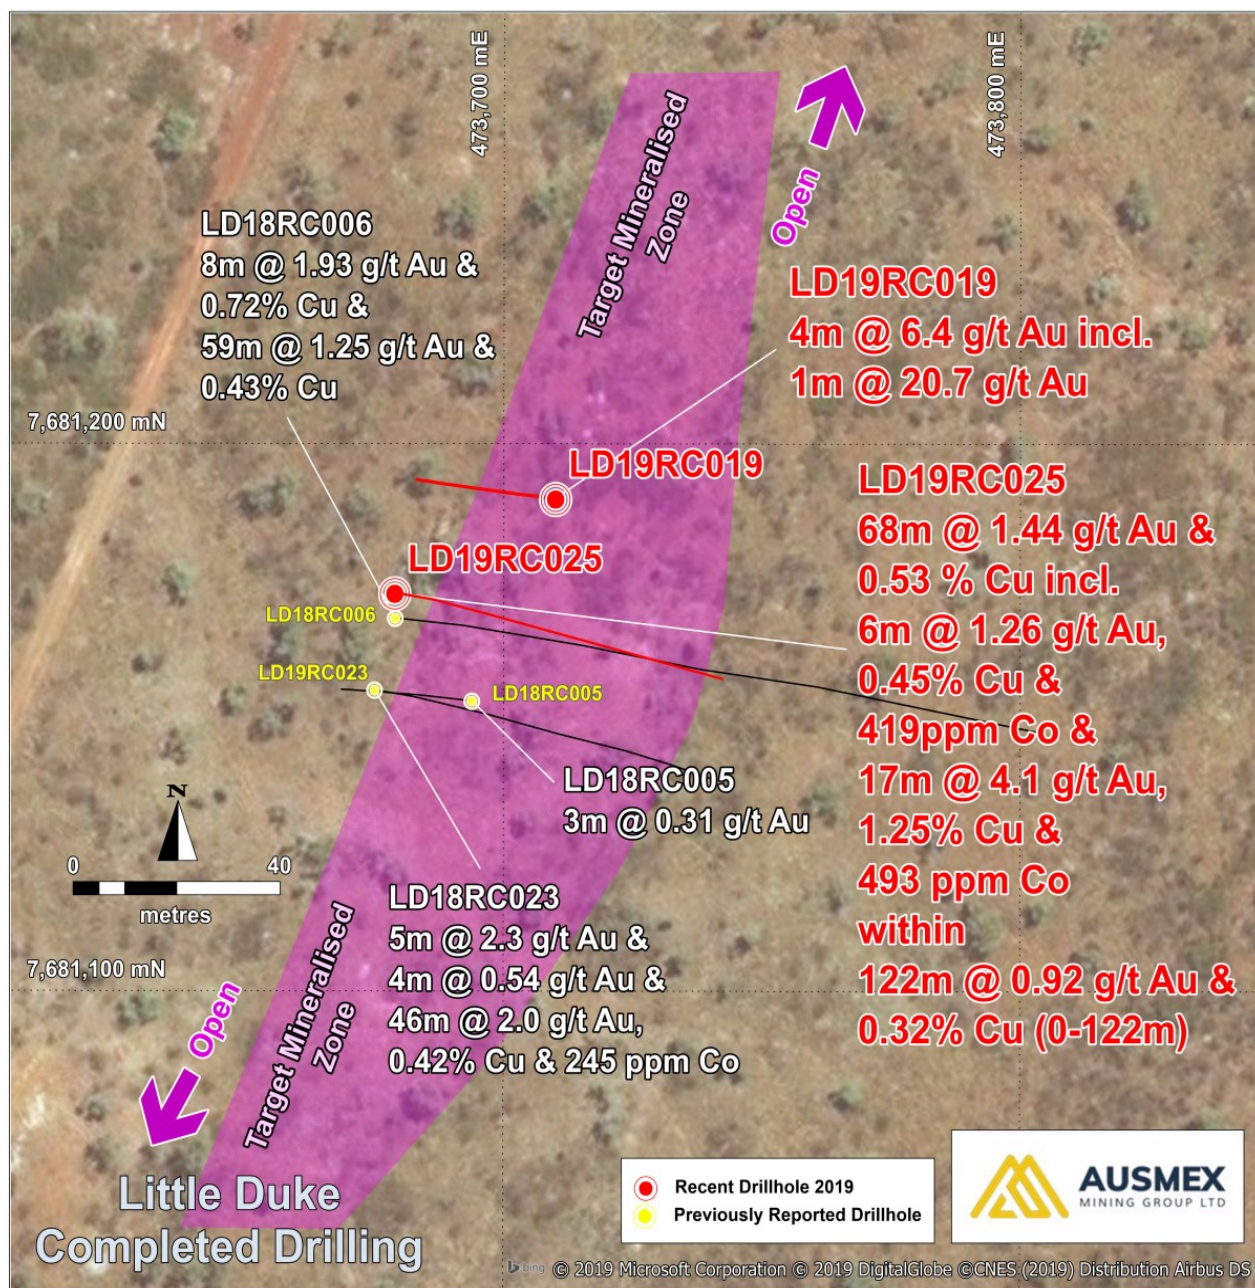 473,700 mE
473,800 mE
Target Mineralised
Zone
Open
LD18RC006
8m @ 1.93 g/t Au &
0.72% Cu &
59m @ 1.25 g/t Au &
0.43% Cu
LD19RC019
4m @ 6.4 g/t Au incl.
1m @ 20.7 g/t Au
7,681,200 mN
LD19RC019
LD19RC025
68m @ 1.44 g/t Au &
0.53 % Cu incl.
6m @ 1.26 g/t Au,
0.45% Cu &
419ppm Co &
17m @ 4.1 g/t Au,
1.25% Cu &
493 ppm Co
within
122m @ 0.92 g/t Au &
0.32% Cu (0-122m)
LD19RC025
LD18RC006
LD19RC023
LD18RC005
LD18RC005
3m @ 0.31 g/t Au
N
0 40
metres
LD18RC023
5m @ 2.3 g/t Au &
4m @ 0.54 g/t Au &
46m @ 2.0 g/t Au,
0.42% Cu & 245 ppm Co
7,681,100 mN
Open
Target Mineralised
Zone
Little Duke
Completed Drilling
Recent Drillhole 2019
Previously Reported Drillhole
AUSMEX
MINING GROUP LTD
bing © 2019 Microsoft Corporation © 2019 DigitalGlobe ©CNES (2019) Distribution Airbus DS